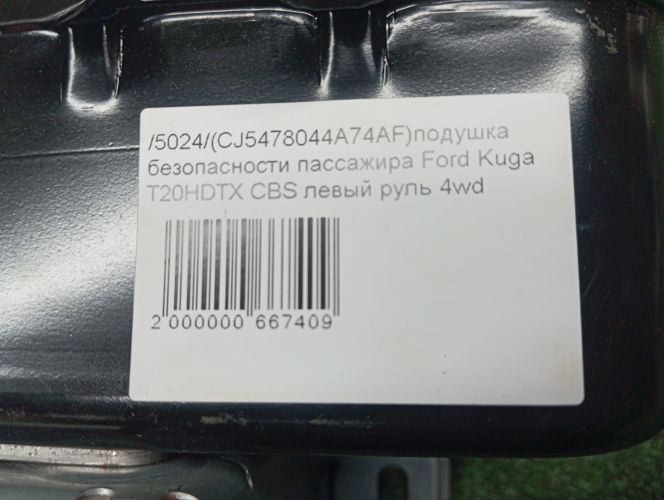 /5024/(CJ5478044A74AF)подушка
безопасности пассажира Ford Kuga
T20HDTX CBS левый руль 4wd
2 000000 667409